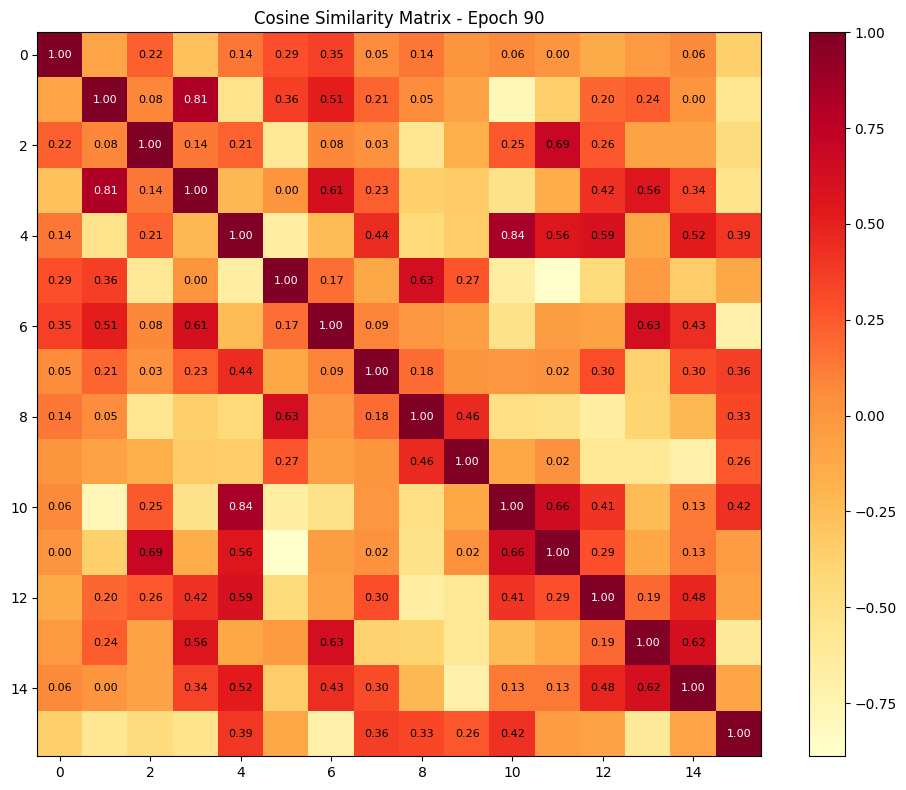 Cosine Similarity Matrix - Epoch 90
0 1.00 0.22 0.14 0.29 0.35 0.05 0.14 0.06 0.00 0.06
1.00 0.08 0.81 0.36 0.51 0.21 0.05 0.20 0.24 0.00
2 0.22 0.08 1.00 0.14 0.21 0.08 0.03 0.25 0.69 0.26
0.81 0.14 1.00 0.00 0.61 0.23 0.42 0.56 0.34
4 0.14 0.21 1.00 0.44 0.84 0.56 0.59 0.52 0.39
0.29 0.36 0.00 1.00 0.17 0.63 0.27
6 0.35 0.51 0.08 0.61 0.17 1.00 0.09 0.63 0.43
0.05 0.21 0.03 0.23 0.44 0.09 1.00 0.18 0.02 0.30 0.30 0.36
8 0.14 0.05 0.63 0.18 1.00 0.46 0.33
0.27 0.46 1.00 0.02 0.26
10 0.06 0.25 0.84 1.00 0.66 0.41 0.13 0.42
0.00 0.69 0.56 0.02 0.02 0.66 1.00 0.29 0.13
12 0.20 0.26 0.42 0.59 0.30 0.41 0.29 1.00 0.19 0.48
0.24 0.56 0.63 0.19 1.00 0.62
14 0.06 0.00 0.34 0.52 0.43 0.30 0.13 0.13 0.48 0.62 1.00
0.39 0.36 0.33 0.26 0.42 1.00
0 2 4 6 8 10 12 14
1.00
0.75
0.50
0.25
0.00
−0.25
−0.50
−0.75